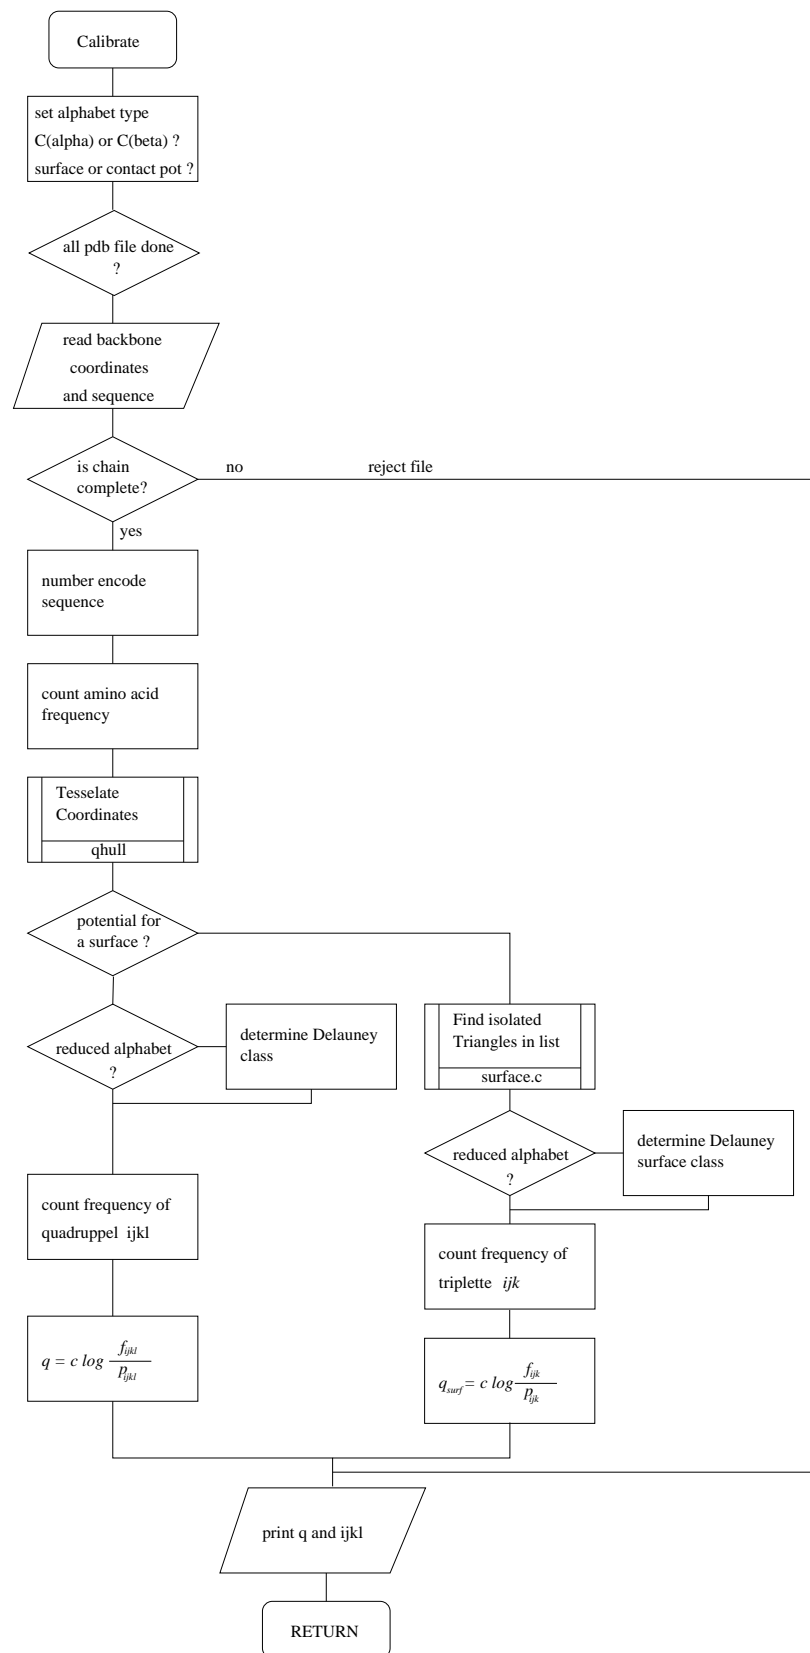 Calibrate
set alphabet type
C(alpha) or C(beta) ?
surface or contact pot ?
all pdb file done
?
read backbone
coordinates
and sequence
is chain
complete?
no
reject file
yes
number encode
sequence
count amino acid
frequency
Tesselate
Coordinates
qhull
potential for
a surface ?
reduced alphabet
?
determine Delauney
class
Find isolated
Triangles in list
surface.c
reduced alphabet
?
determine Delauney
surface class
count frequency of
quadruppel ijkl
count frequency of
triplette ijk
q = c log f_ijkl / p_ijkl
q_surf = c log f_ijk / p_ijk
print q and ijkl
RETURN